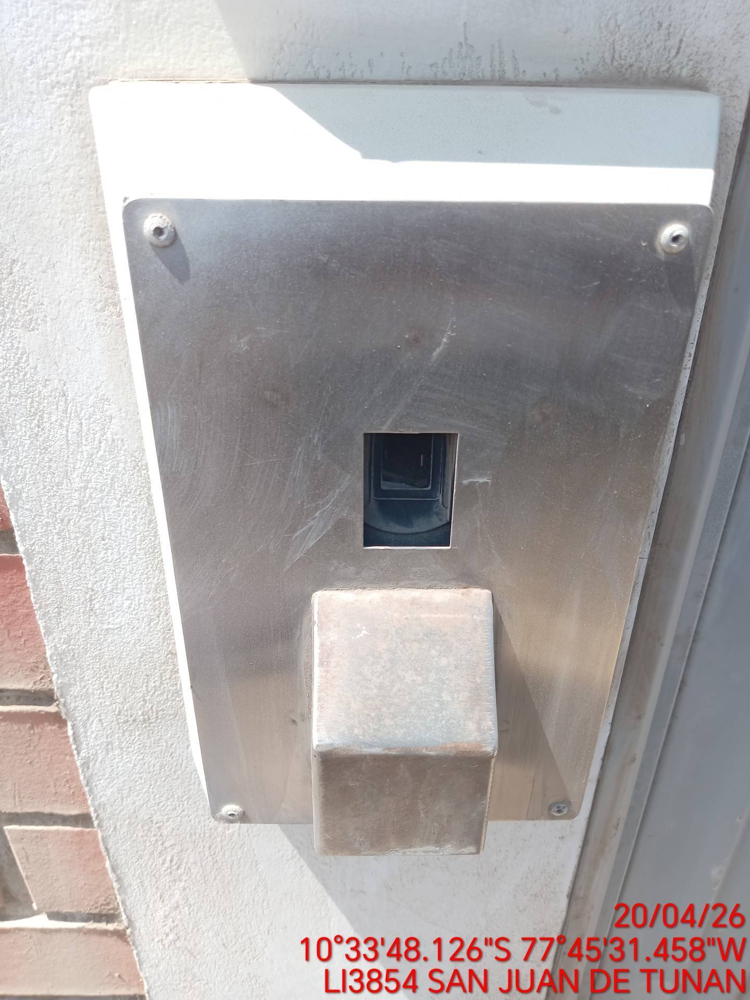 20/04/26
10°33'48.126"S 77°45'31.458"W
LI3854 SAN JUAN DE TUNAN